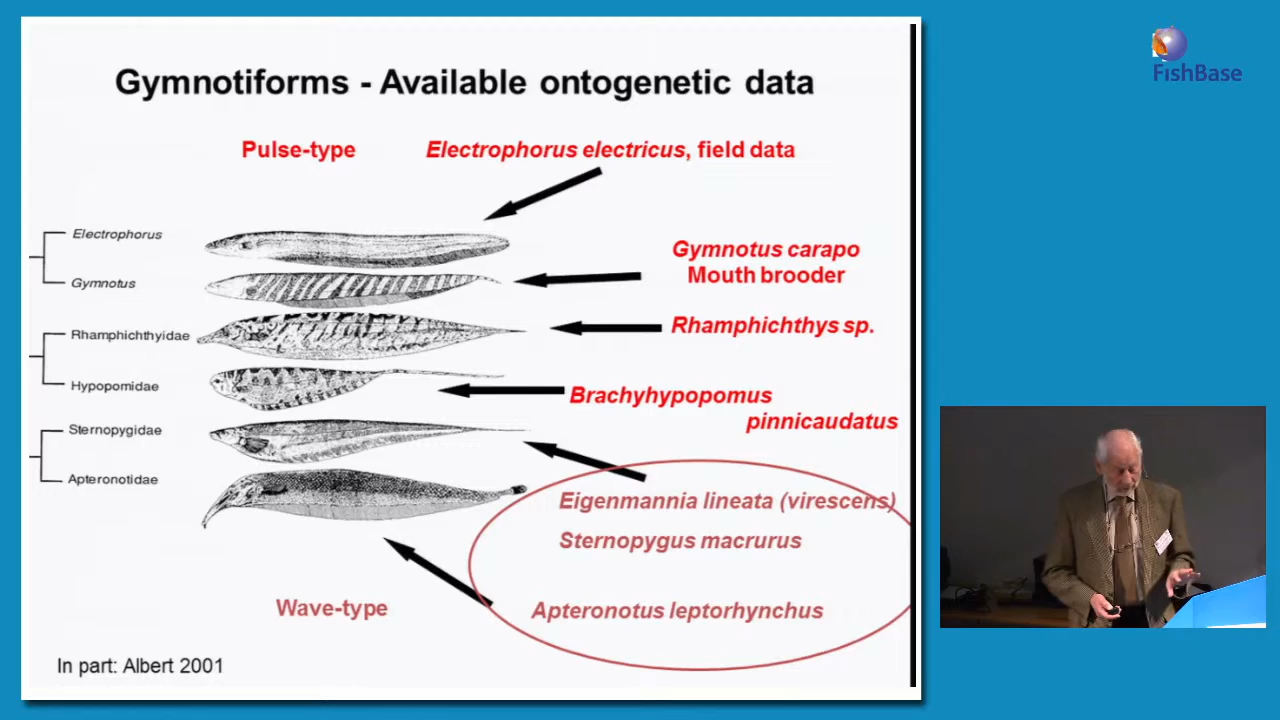 FishBase
Gymnotiforms - Available ontogenetic data
Pulse-type
Electrophorus electricus, field data
Electrophorus
Gymnotus carapo
Mouth brooder
Gymnotus
Rhamphichthys sp.
Rhamphichthyidae
Hypopomidae
Brachyhypopomus
pinnicaudatus
Sternopygidae
Apteronotidae
Eigenmannia lineata (virescens)
Sternopygus macrurus
Wave-type
Apteronotus leptorhynchus
In part: Albert 2001